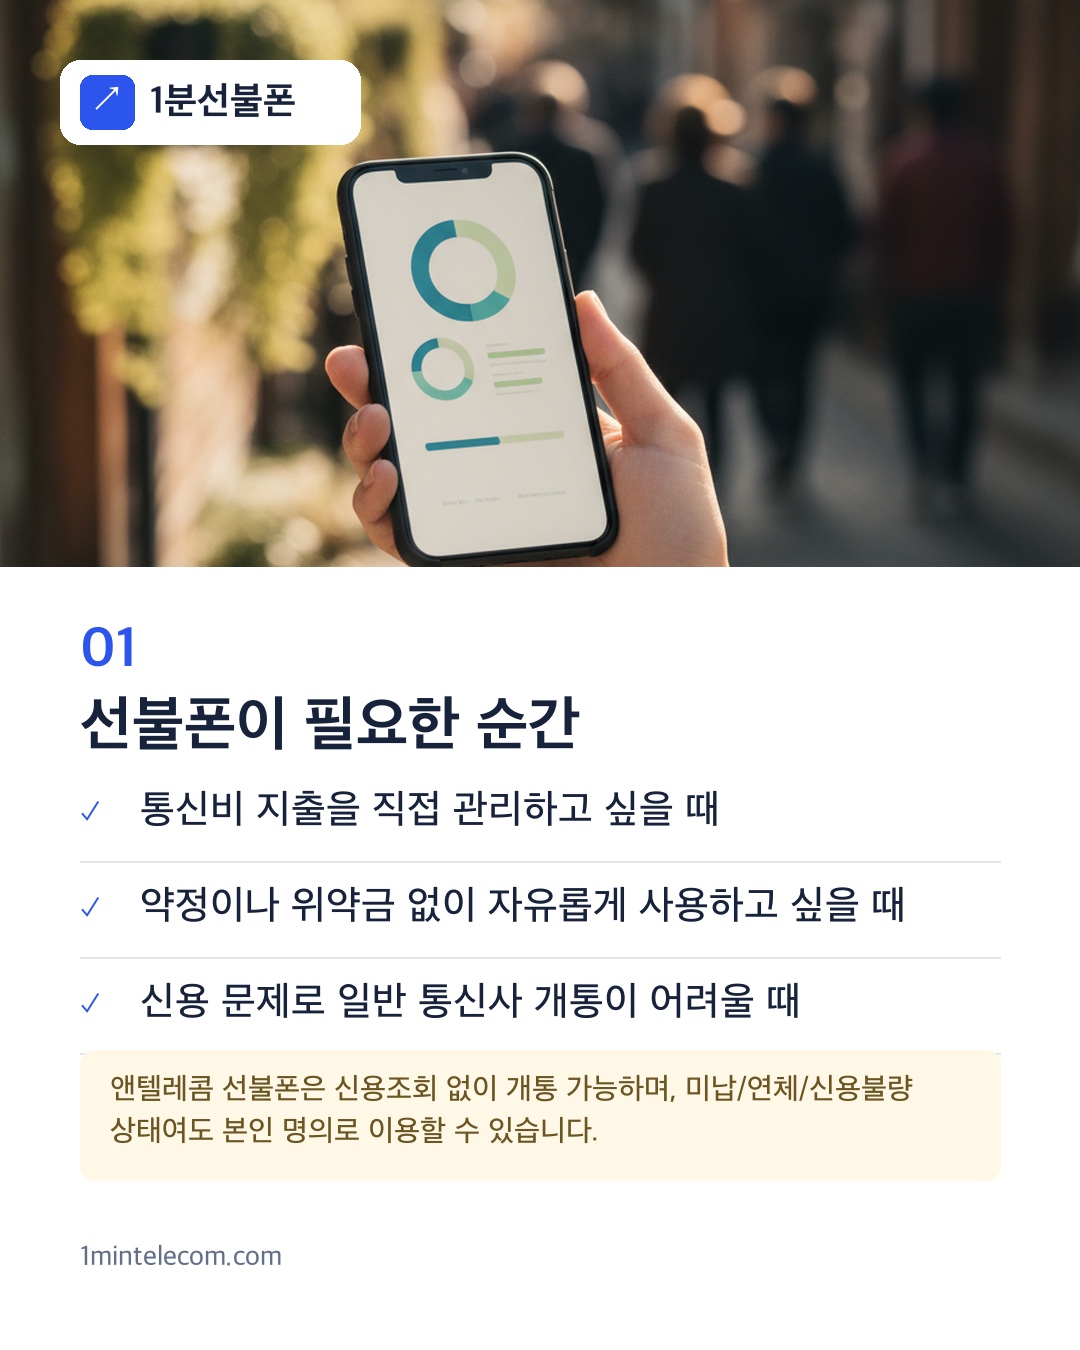 1분선불폰
01
선불폰이 필요한 순간
통신비 지출을 직접 관리하고 싶을 때
약정이나 위약금 없이 자유롭게 사용하고 싶을 때
신용 문제로 일반 통신사 개통이 어려울 때
앤텔레콤 선불폰은 신용조회 없이 개통 가능하며, 미납/연체/신용불량
상태여도 본인 명의로 이용할 수 있습니다.
1mintelecom.com